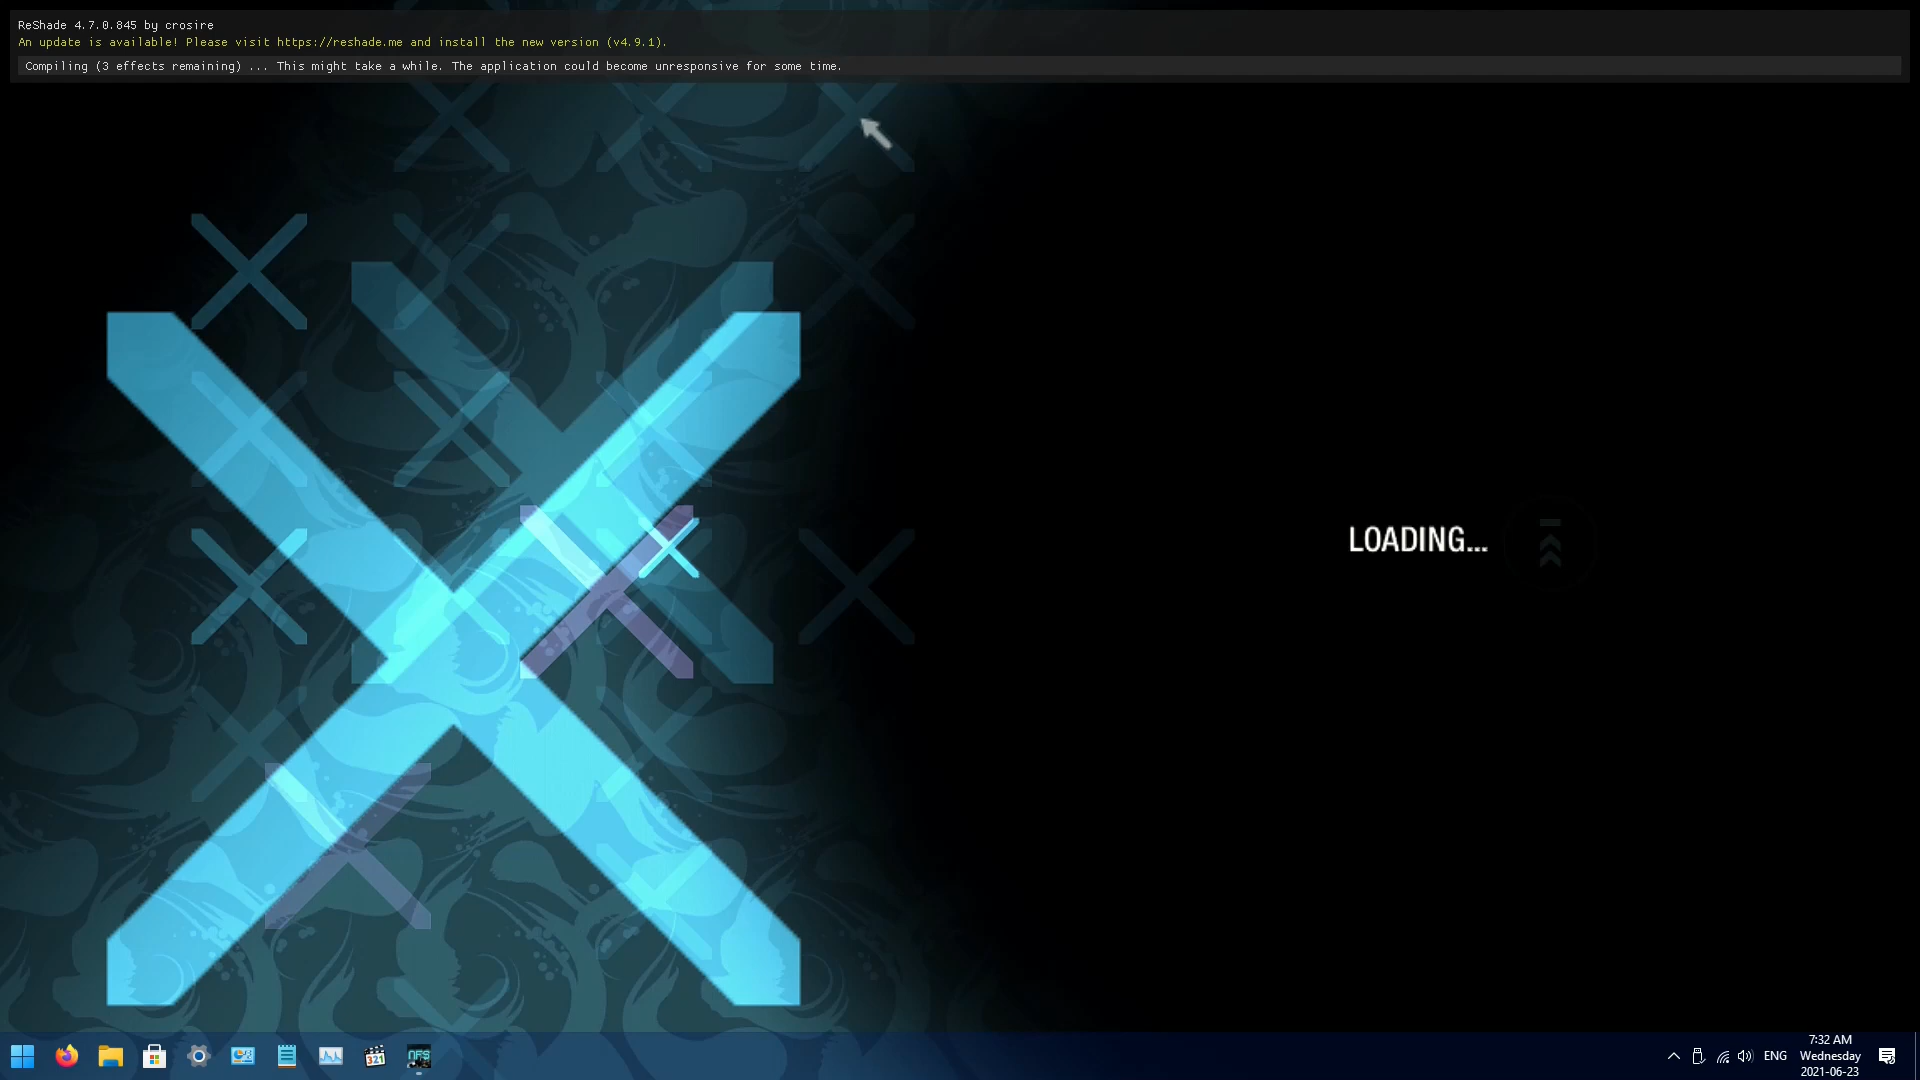 ReShade 4.7.0.845 by crosire
An update is available! Please visit https://reshade.me and install the new version (v4.9.1).
Compiling (3 effects remaining) ... This might take a while. The application could become unresponsive for some time.
LOADING...
321
NFS
ENG
7:32 AM
Wednesday
2021-06-23